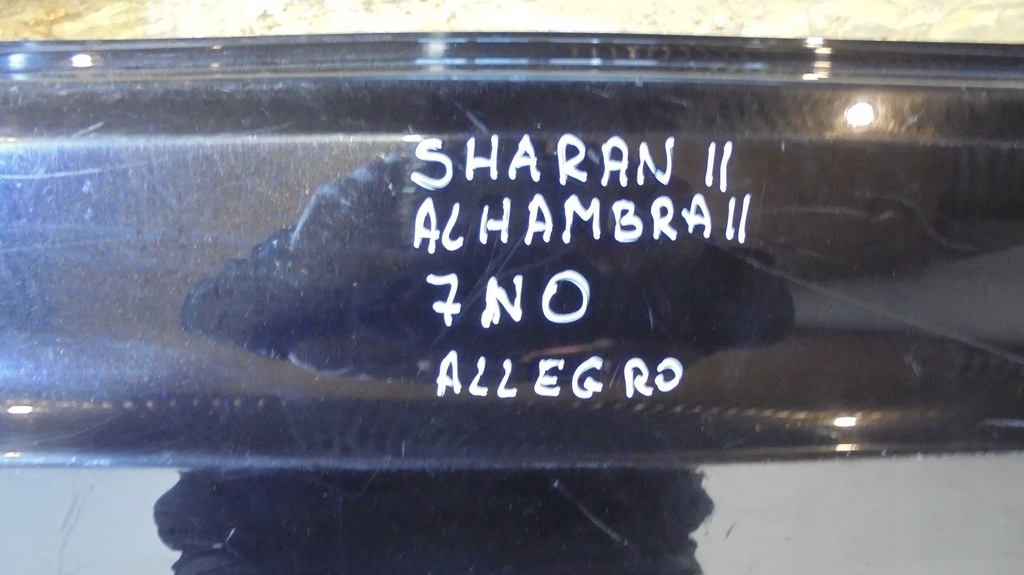 SHARAN II
ALHAMBRA II
7NO
ALLEGRO